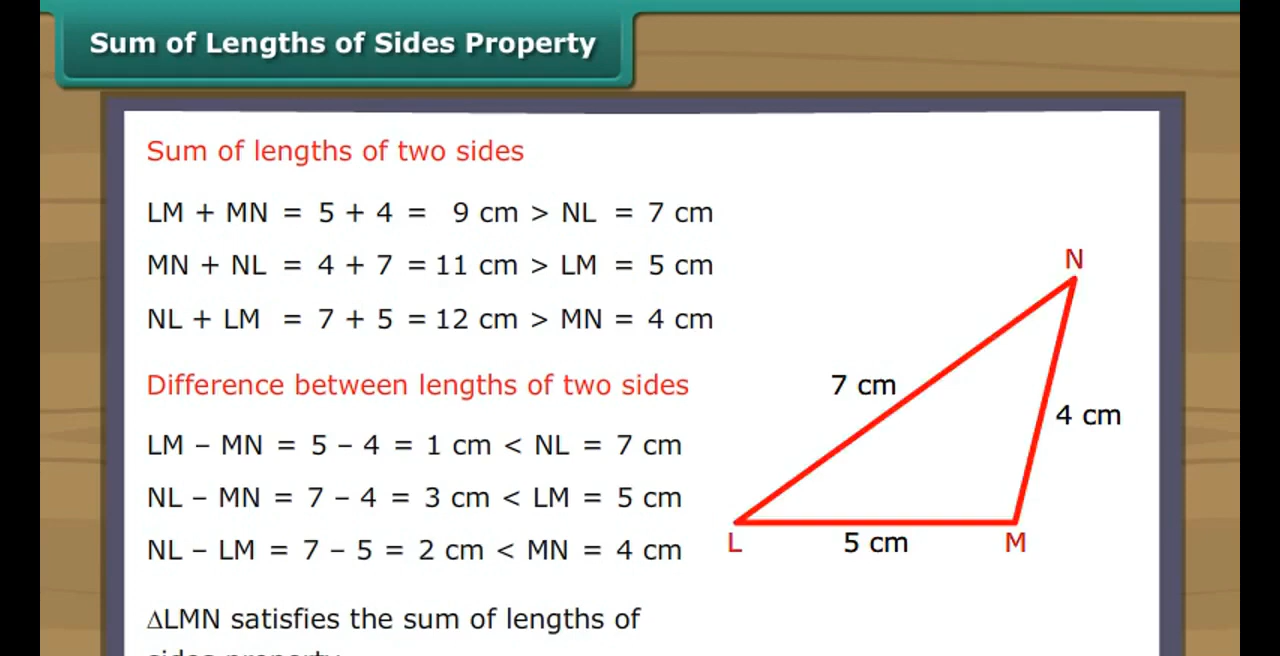 Sum of Lengths of Sides Property
Sum of lengths of two sides
LM + MN = 5 + 4 = 9 cm > NL = 7 cm
MN + NL = 4 + 7 = 11 cm > LM = 5 cm
NL + LM = 7 + 5 = 12 cm > MN = 4 cm
Difference between lengths of two sides
LM – MN = 5 – 4 = 1 cm < NL = 7 cm
NL – MN = 7 – 4 = 3 cm < LM = 5 cm
NL – LM = 7 – 5 = 2 cm < MN = 4 cm
∆LMN satisfies the sum of lengths of
sides property
N
7 cm
4 cm
L
5 cm
M